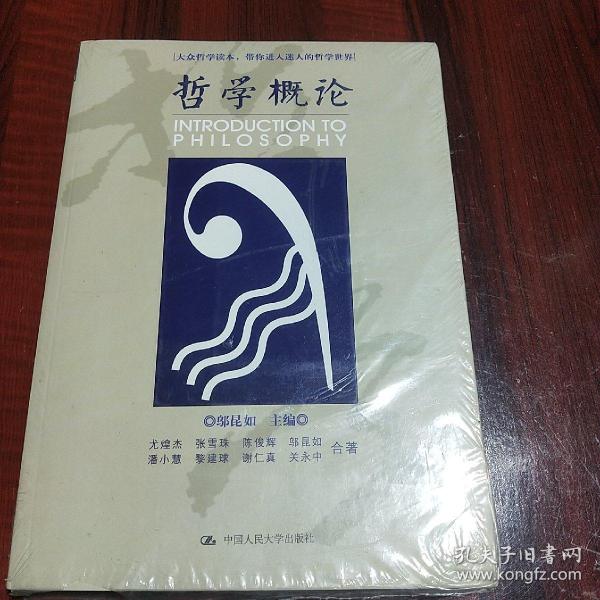 [大众哲学读本，带你进入迷人的哲学世界]
哲学概论
INTRODUCTION TO
PHILOSOPHY
◎邬昆如 主编◎
尤煌杰 张雪珠 陈俊辉 邬昆如
潘小慧 黎建球 谢仁真 关永中
合著
中国人民大学出版社
孔夫子旧书网
www.kongfz.com